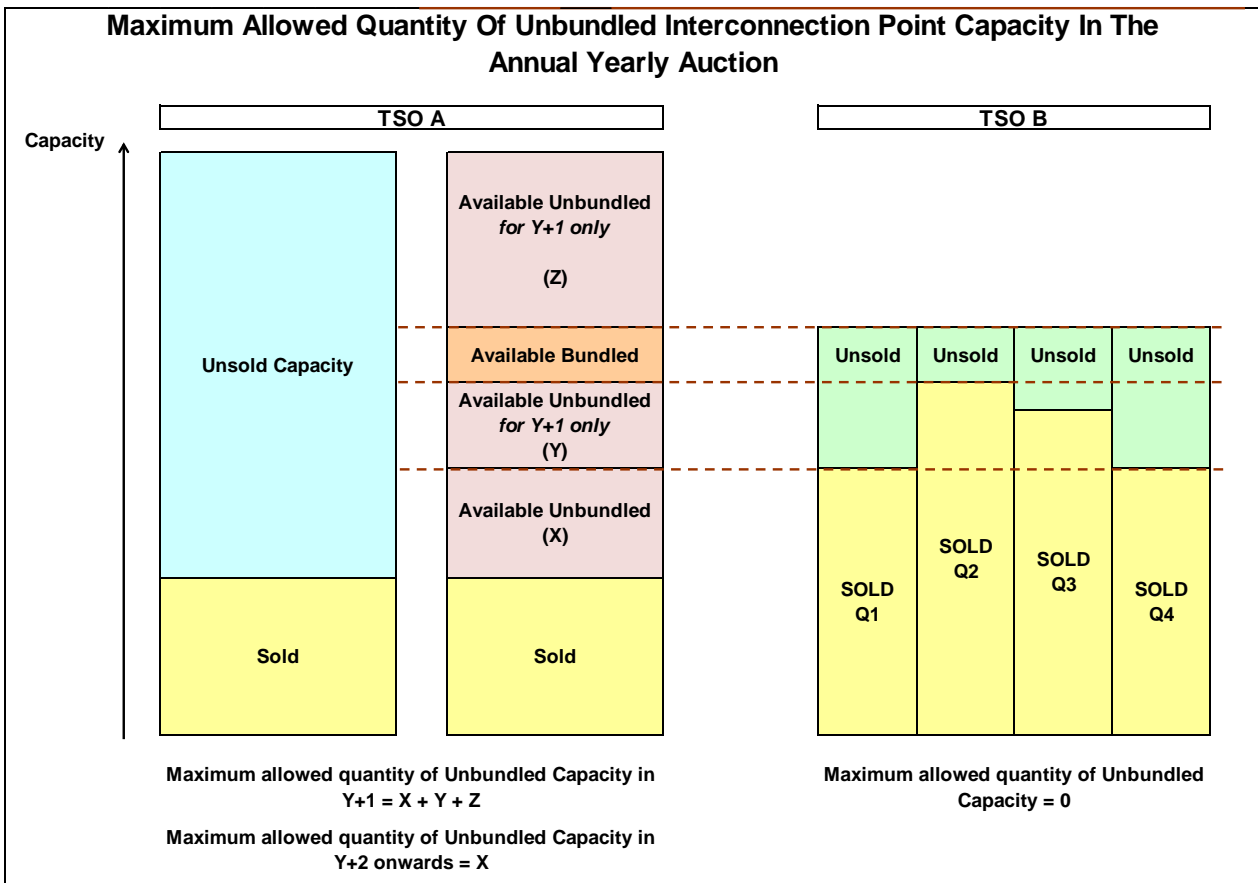 Maximum Allowed Quantity Of Unbundled Interconnection Point Capacity In The
Annual Yearly Auction
TSO A
TSO B
Capacity
Unsold Capacity
Sold
Available Unbundled
for Y+1 only
(Z)
Available Bundled
Available Unbundled
for Y+1 only
(Y)
Available Unbundled
(X)
Sold
Unsold
Unsold
Unsold
Unsold
SOLD
Q1
SOLD
Q2
SOLD
Q3
SOLD
Q4
Maximum allowed quantity of Unbundled Capacity in
Y+1 = X + Y + Z
Maximum allowed quantity of Unbundled Capacity in
Y+2 onwards = X
Maximum allowed quantity of Unbundled
Capacity = 0